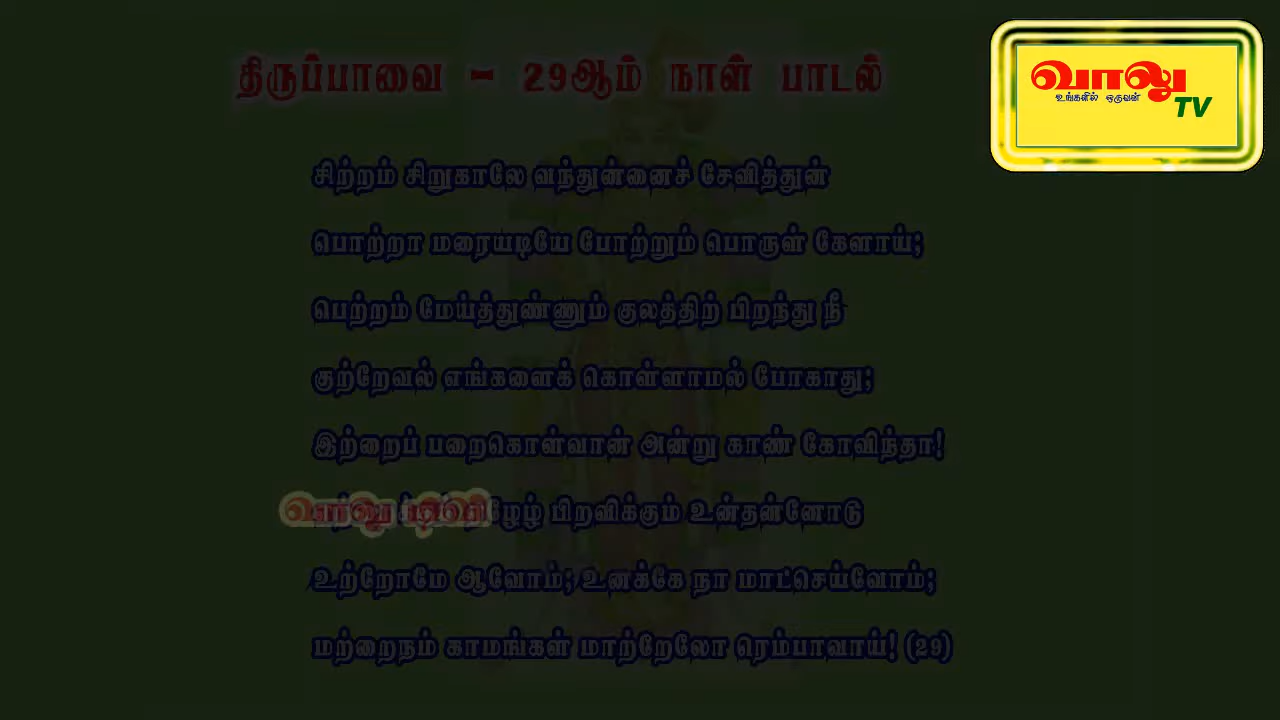 திருப்பாவை - 29ஆம் நாள் பாடல்
வாலு
உங்களில் ஒருவன்
TV
சிற்றம் சிறுகாலே வந்துன்னைச் சேவித்துன்
பொற்றா மரையடியே போற்றும் பொருள் கேளாய்;
பெற்றம் மேய்த்துண்ணும் குலத்திற் பிறந்து நீ
குற்றேவல் எங்களைக் கொள்ளாமல் போகாது;
இற்றைப் பறைகொள்வான் அன்று காண் கோவிந்தா!
வாலு டிவி பிறவிக்கும் உன்தன்னோடு
உற்றோமே ஆவோம்; உனக்கே நா மாட்செய்வோம்;
மற்றைநம் காமங்கள் மாற்றேலோ ரெம்பாவாய்! (29)